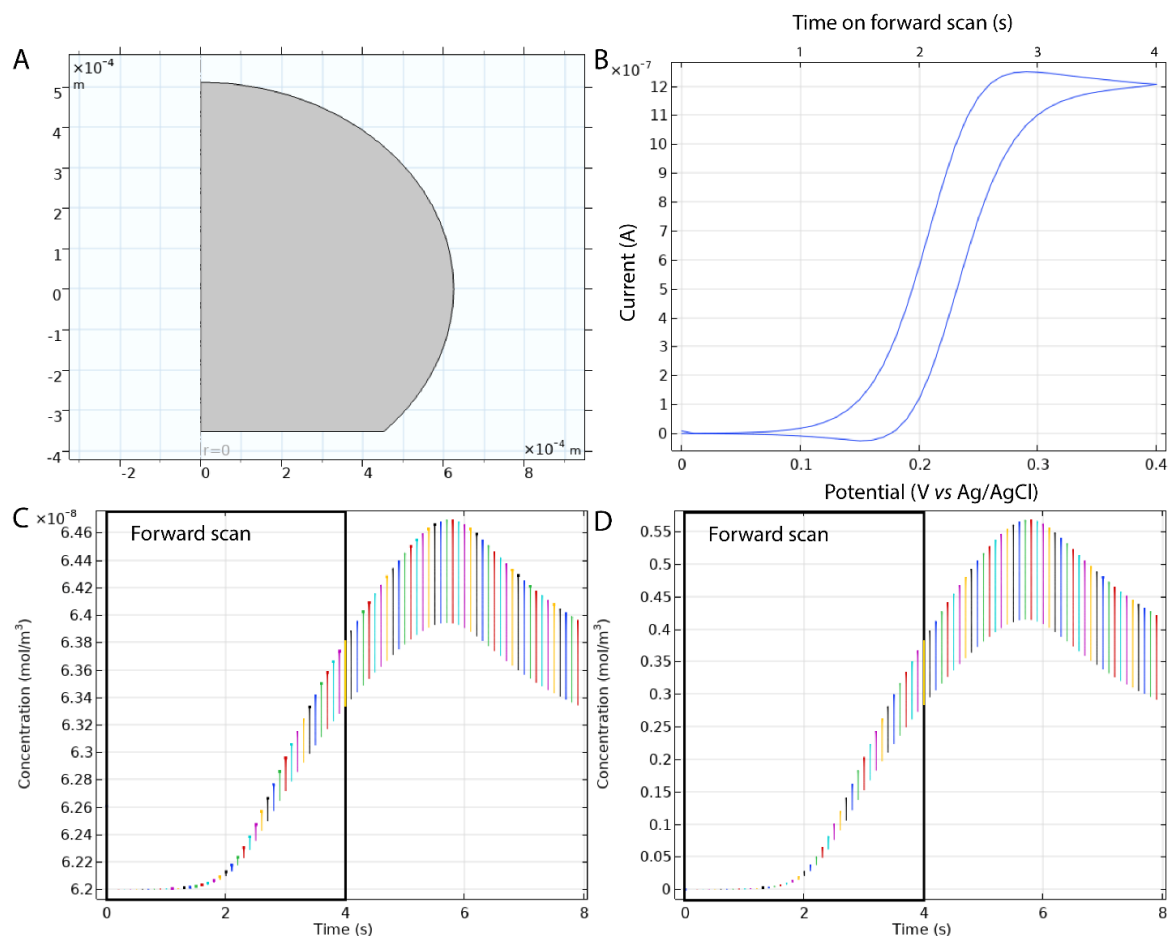 A
×10⁻⁴
m
5
4
3
2
1
0
-1
-2
-3
-4
r=0
×10⁻⁴ m
-2 0 2 4 6 8
Time on forward scan (s)
1 2 3 4
B
×10⁻⁷
12
11
10
9
8
7
6
5
4
3
2
1
0
Current (A)
0 0.1 0.2 0.3 0.4
Potential (V vs Ag/AgCl)
C
×10⁻⁸
Forward scan
6.46
6.44
6.42
6.4
6.38
6.36
6.34
6.32
6.3
6.28
6.26
6.24
6.22
6.2
Concentration (mol/m³)
0 2 4 6 8
Time (s)
D
Forward scan
0.55
0.5
0.45
0.4
0.35
0.3
0.25
0.2
0.15
0.1
0.05
0
Concentration (mol/m³)
0 2 4 6 8
Time (s)